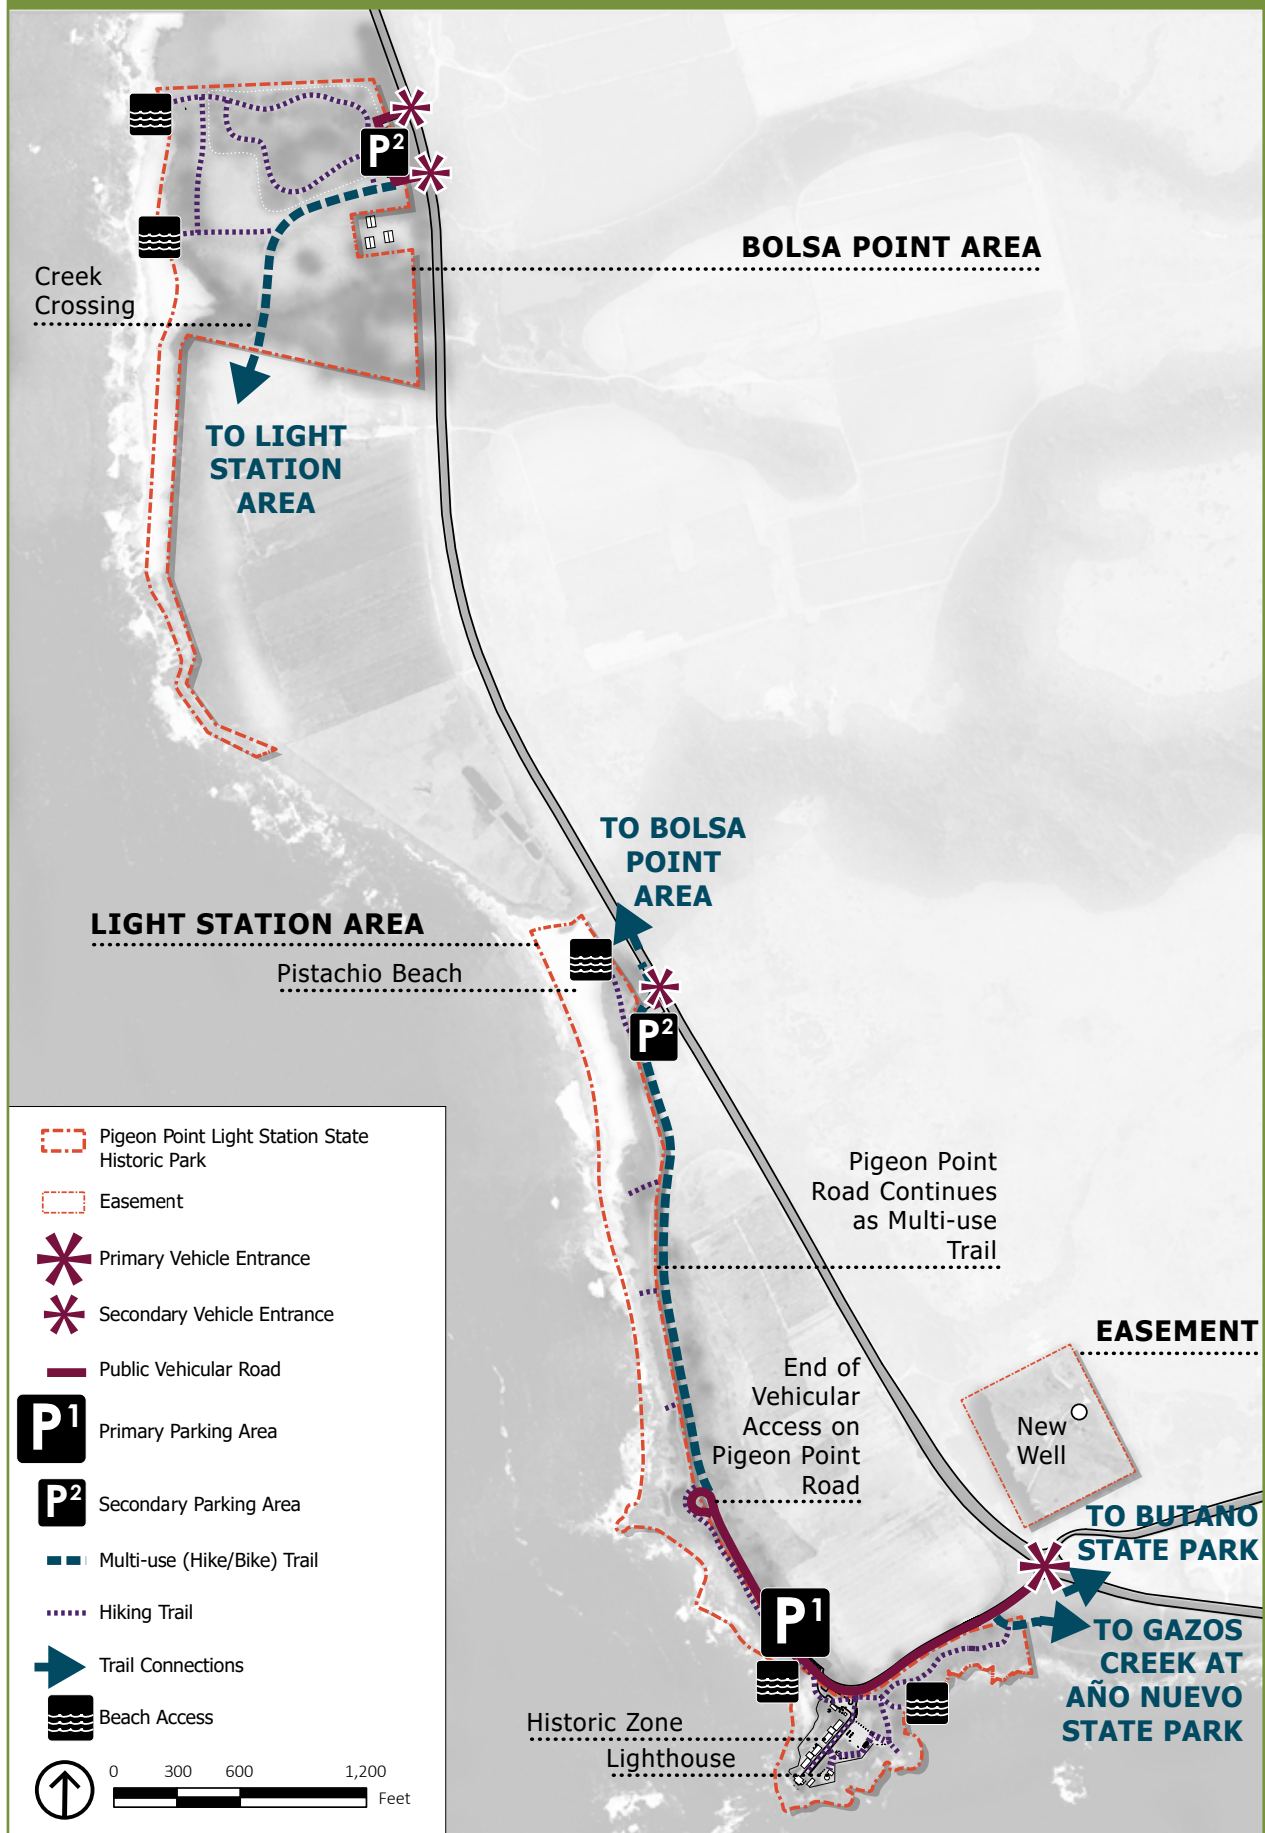 P2
BOLSA POINT AREA
Creek
Crossing
TO LIGHT
STATION
AREA
TO BOLSA
POINT
AREA
LIGHT STATION AREA
Pistachio Beach
P2
Pigeon Point
Road Continues
as Multi-use
Trail
EASEMENT
End of
Vehicular
Access on
Pigeon Point
Road
New
Well
TO BUTANO
STATE PARK
P1
TO GAZOS
CREEK AT
AÑO NUEVO
STATE PARK
Historic Zone
Lighthouse
Pigeon Point Light Station State
Historic Park
Easement
Primary Vehicle Entrance
Secondary Vehicle Entrance
Public Vehicular Road
P1
Primary Parking Area
P2
Secondary Parking Area
Multi-use (Hike/Bike) Trail
Hiking Trail
Trail Connections
Beach Access
0 300 600 1,200
Feet